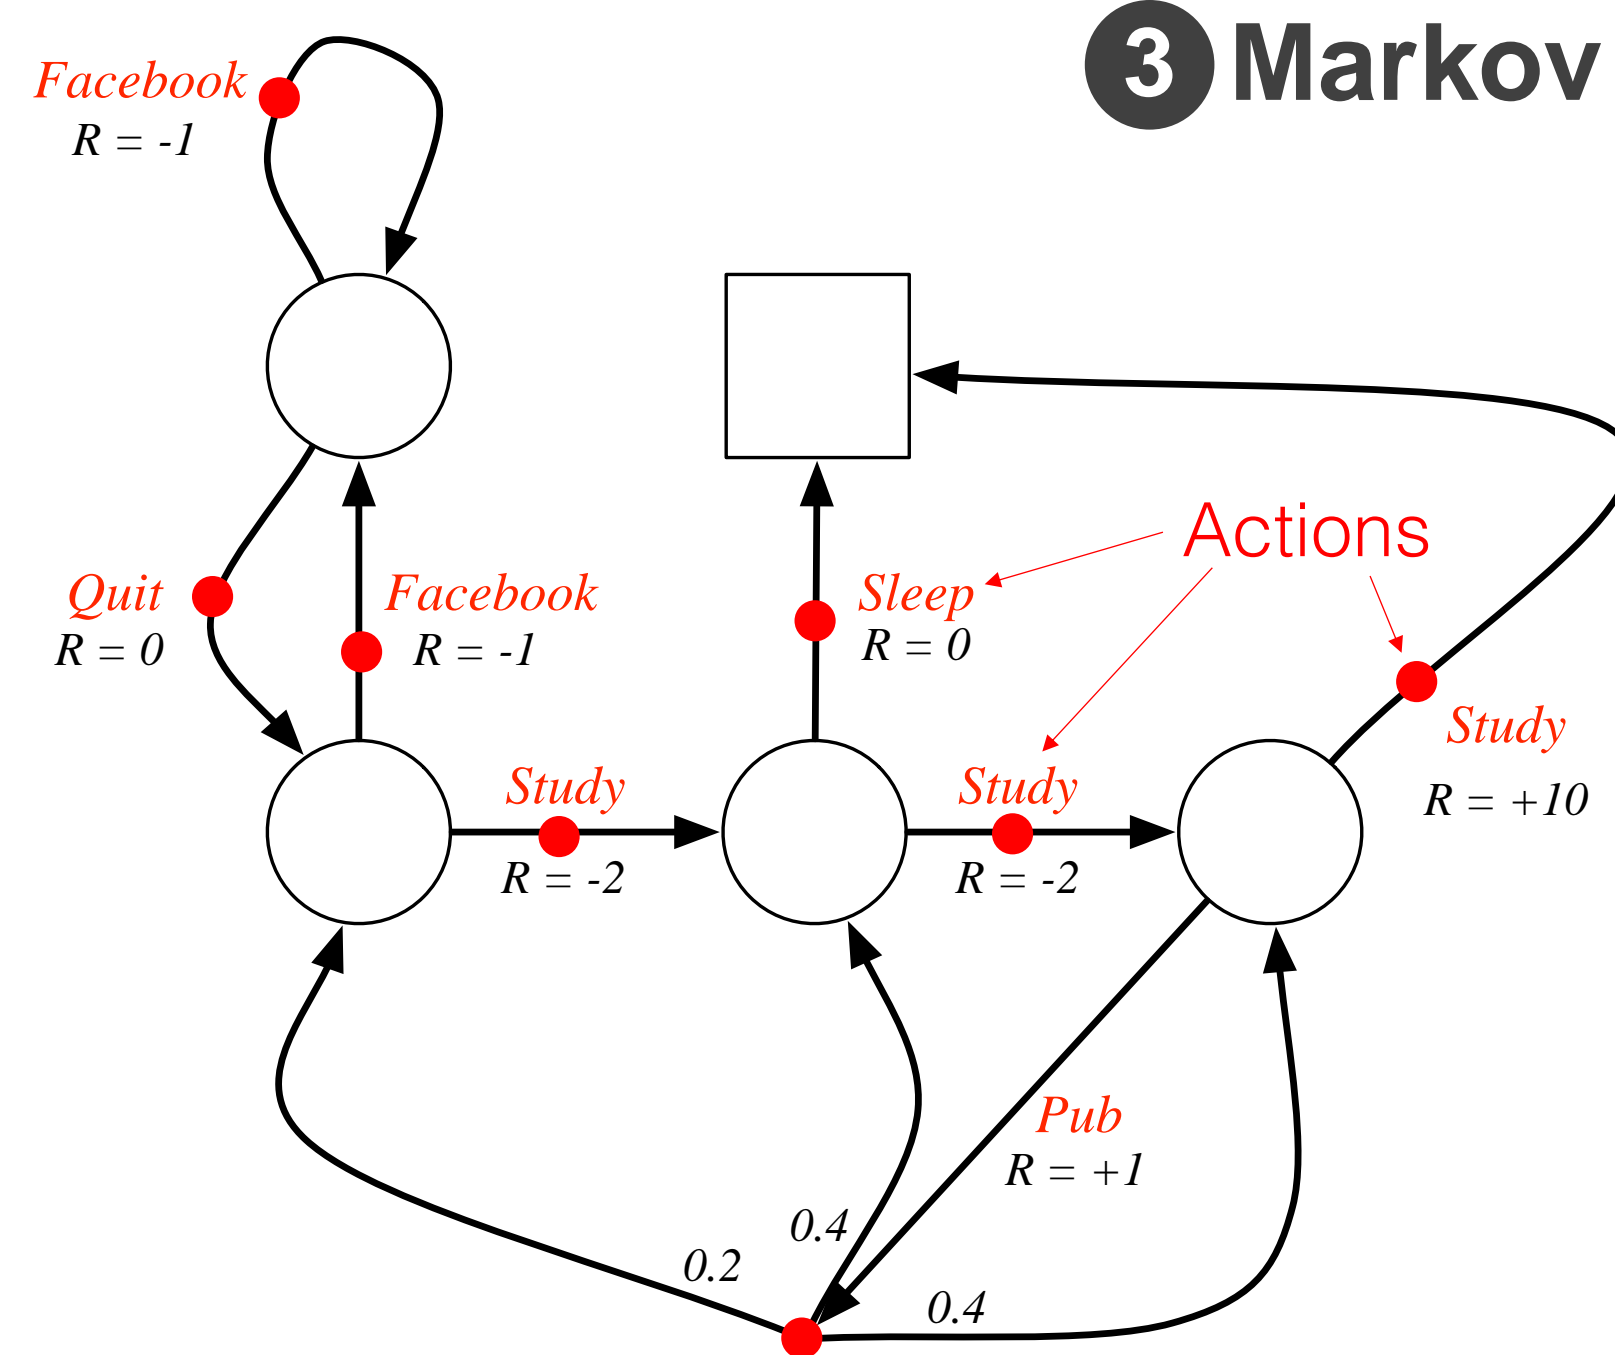 3 Markov
Facebook
R = -1
Actions
Quit
R = 0
Facebook
R = -1
Sleep
R = 0
Study
R = +10
Study
R = -2
Study
R = -2
Pub
R = +1
0.4
0.2
0.4